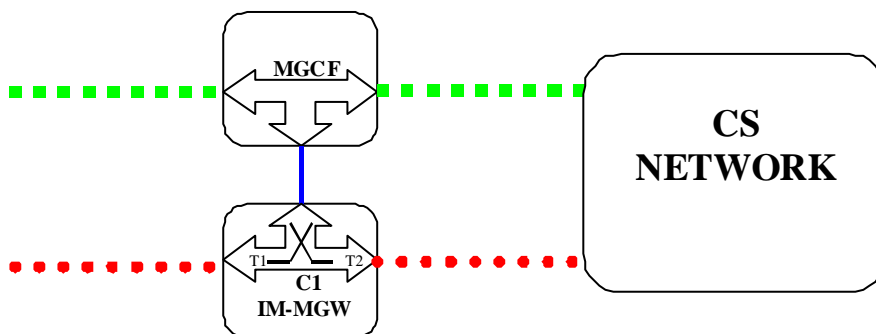 MGCF
CS
NETWORK
T1 T2
C1
IM-MGW